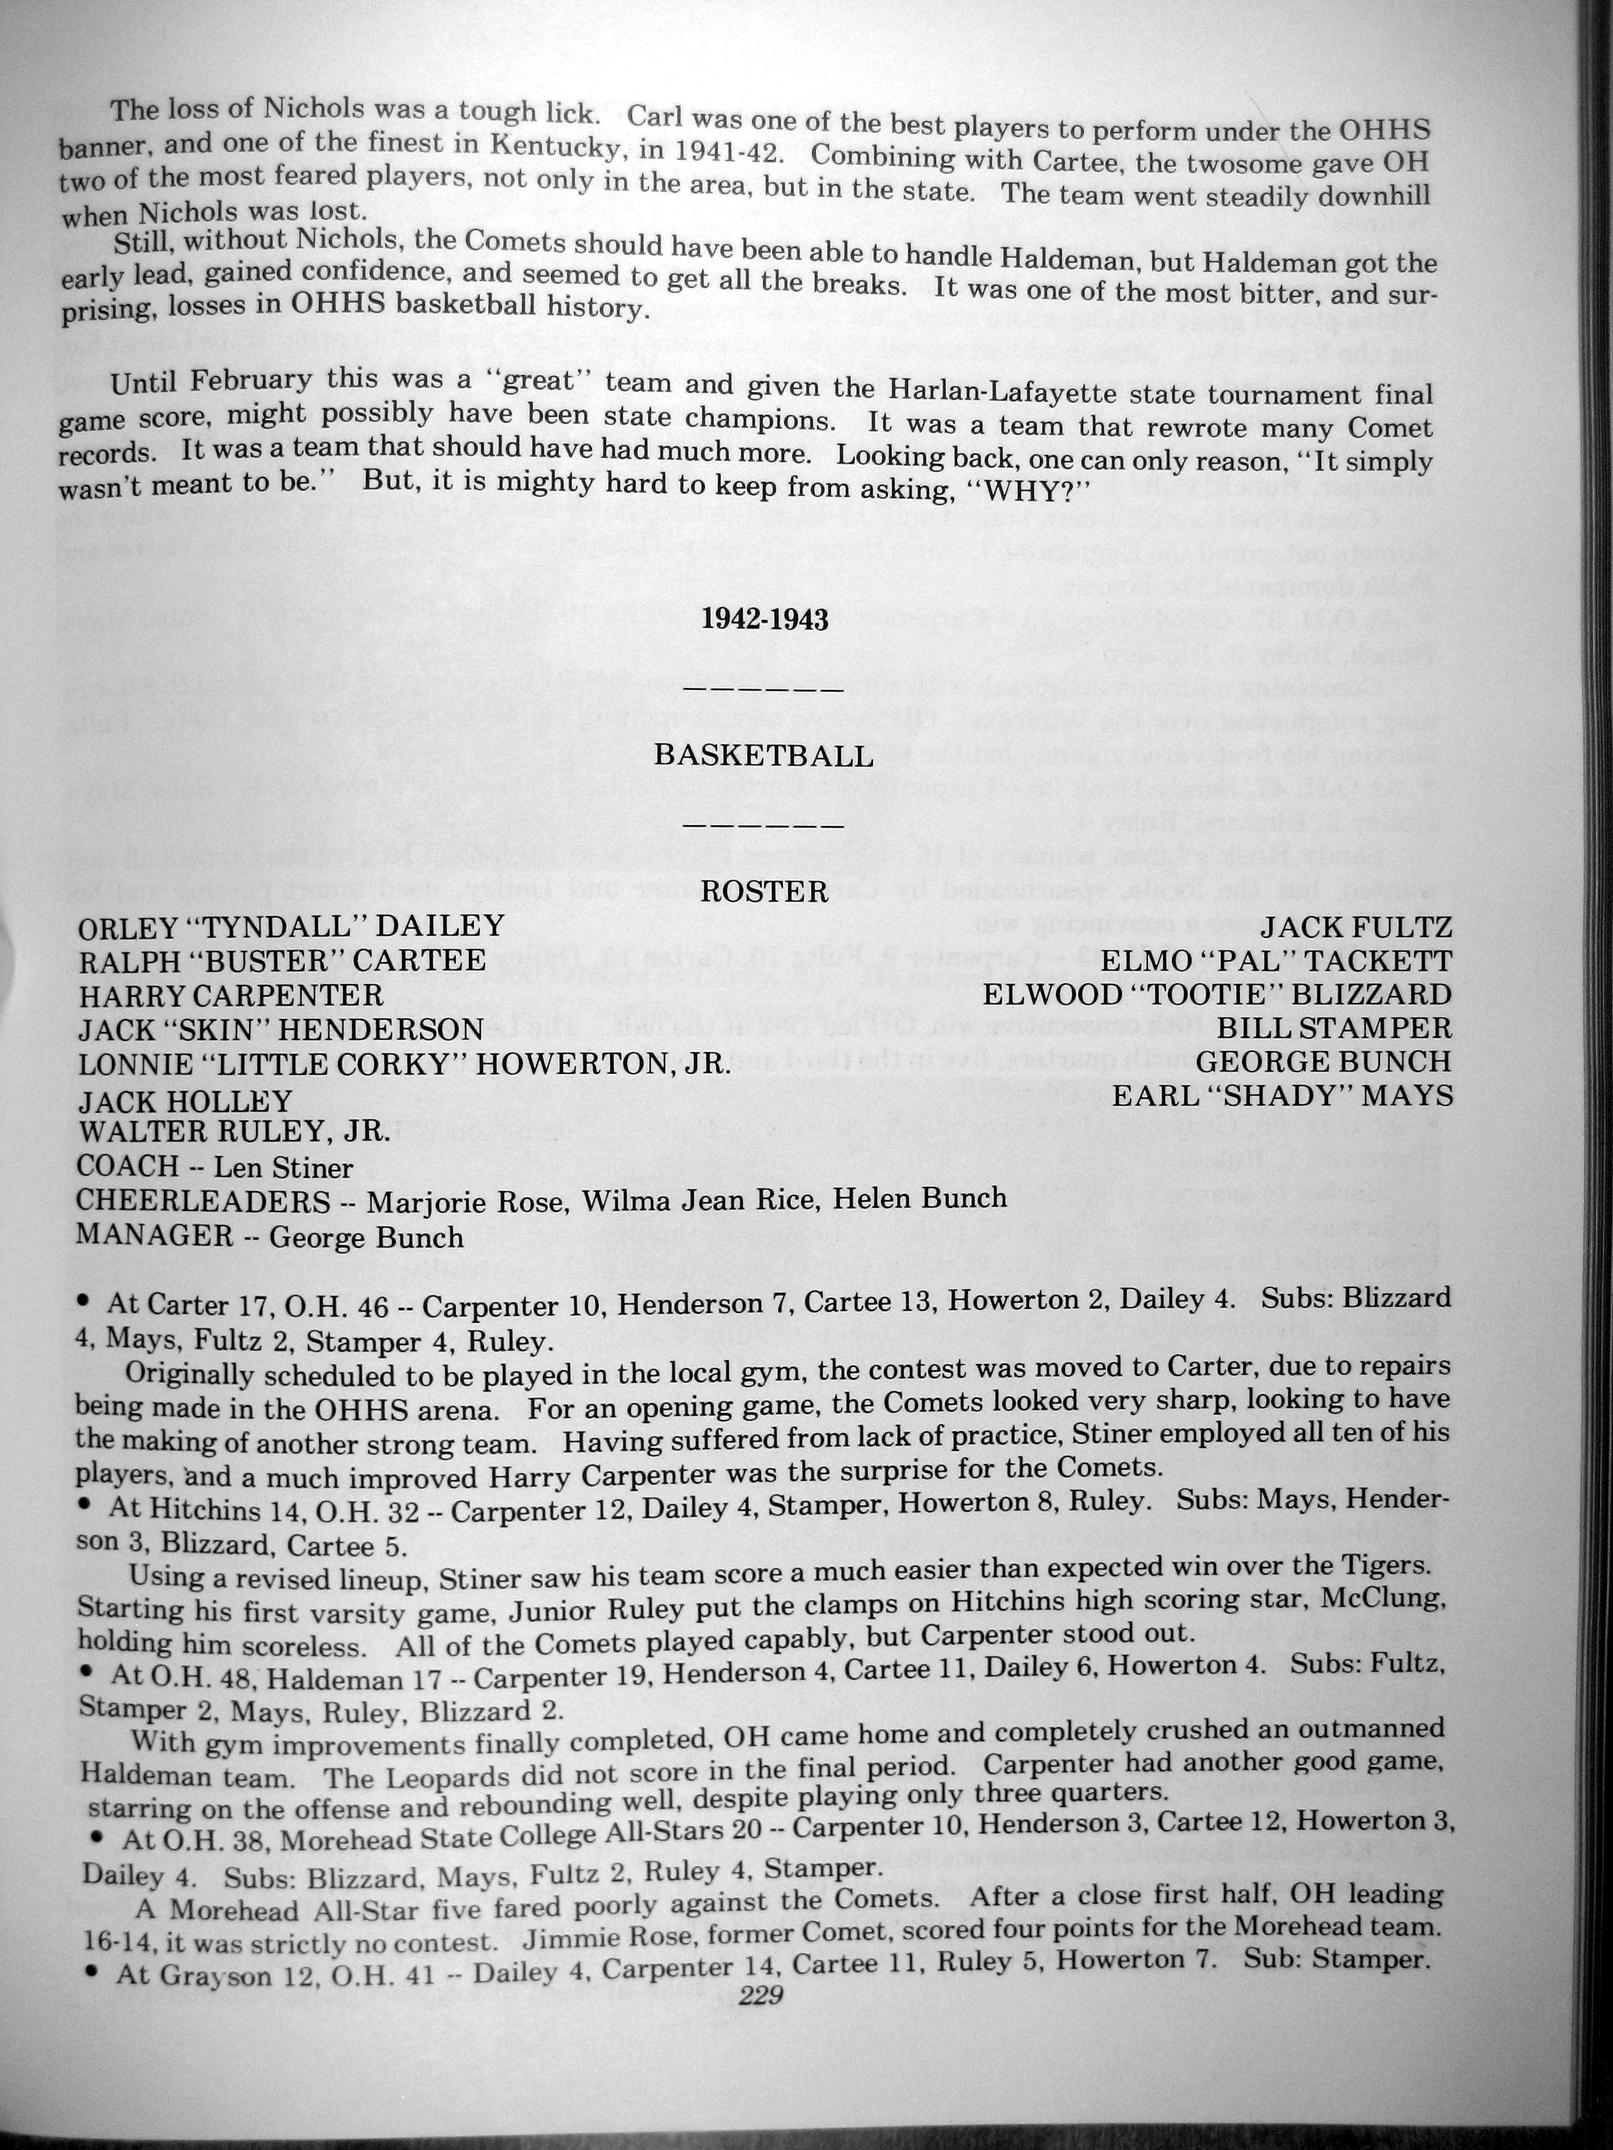 The loss of Nichols was a tough lick. Carl was one of the best players to perform under the OHHS
banner, and one of the finest in Kentucky, in 1941-42. Combining with Cartee, the twosome gave OH
two of the most feared players, not only in the area, but in the state. The team went steadily downhill
when Nichols was lost.
Still, without Nichols, the Comets should have been able to handle Haldeman, but Haldeman got the
early lead, gained confidence, and seemed to get all the breaks. It was one of the most bitter, and sur-
prising, losses in OHHS basketball history.
Until February this was a “great” team and given the Harlan-Lafayette state tournament final
game score, might possibly have been state champions. It was a team that rewrote many Comet
records. It was a team that should have had much more. Looking back, one can only reason, “It simply
wasn't meant to be.” But, it is mighty hard to keep from asking, “WHY?”
1942-1943
______
BASKETBALL
______
ROSTER
ORLEY “TYNDALL” DAILEY JACK FULTZ
RALPH “BUSTER” CARTEE ELMO “PAL” TACKETT
HARRY CARPENTER ELWOOD “TOOTIE” BLIZZARD
JACK “SKIN” HENDERSON BILL STAMPER
LONNIE “LITTLE CORKY” HOWERTON, JR. GEORGE BUNCH
JACK HOLLEY EARL “SHADY” MAYS
WALTER RULEY, JR.
COACH -- Len Stiner
CHEERLEADERS -- Marjorie Rose, Wilma Jean Rice, Helen Bunch
MANAGER -- George Bunch
• At Carter 17, O.H. 46 -- Carpenter 10, Henderson 7, Cartee 13, Howerton 2, Dailey 4. Subs: Blizzard
4, Mays, Fultz 2, Stamper 4, Ruley.
Originally scheduled to be played in the local gym, the contest was moved to Carter, due to repairs
being made in the OHHS arena. For an opening game, the Comets looked very sharp, looking to have
the making of another strong team. Having suffered from lack of practice, Stiner employed all ten of his
players, and a much improved Harry Carpenter was the surprise for the Comets.
• At Hitchins 14, O.H. 32 -- Carpenter 12, Dailey 4, Stamper, Howerton 8, Ruley. Subs: Mays, Hender-
son 3, Blizzard, Cartee 5.
Using a revised lineup, Stiner saw his team score a much easier than expected win over the Tigers.
Starting his first varsity game, Junior Ruley put the clamps on Hitchins high scoring star, McClung,
holding him scoreless. All of the Comets played capably, but Carpenter stood out.
• At O.H. 48, Haldeman 17 -- Carpenter 19, Henderson 4, Cartee 11, Dailey 6, Howerton 4. Subs: Fultz,
Stamper 2, Mays, Ruley, Blizzard 2.
With gym improvements finally completed, OH came home and completely crushed an outmanned
Haldeman team. The Leopards did not score in the final period. Carpenter had another good game,
starring on the offense and rebounding well, despite playing only three quarters.
• At O.H. 38, Morehead State College All-Stars 20 -- Carpenter 10, Henderson 3, Cartee 12, Howerton 3,
Dailey 4. Subs: Blizzard, Mays, Fultz 2, Ruley 4, Stamper.
A Morehead All-Star five fared poorly against the Comets. After a close first half, OH leading
16-14, it was strictly no contest. Jimmie Rose, former Comet, scored four points for the Morehead team.
• At Grayson 12, O.H. 41 -- Dailey 4, Carpenter 14, Cartee 11, Ruley 5, Howerton 7. Sub: Stamper.
229